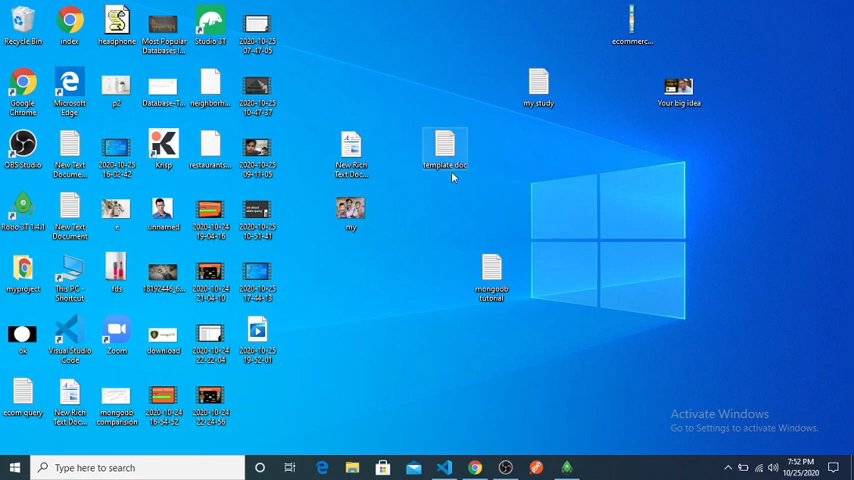 Recycle Bin
index
headphone
Most Popular
Databases I...
Studio 3T
2020-10-25
07-47-05
ecommerc...
Google
Chrome
Microsoft
Edge
p2
Database-T...
neighborh...
2020-10-25
10-47-37
my study
Your big idea
OBS Studio
New Text
Docume...
2020-10-25
16-02-42
Krisp
restaurants...
2020-10-25
09-11-05
New Rich
Text Doc...
template doc
Robo 3T 1.4.1
New Text
Document
e
unnamed
2020-10-24
19-04-16
2020-10-25
10-51-41
my
myproject
This PC -
Shortcut
fds
18192446_6...
2020-10-24
21-04-10
2020-10-25
17-44-13
mongodb
tutorial
ok
Visual Studio
Code
Zoom
download
2020-10-24
22-22-04
2020-10-25
19-52-01
ecom query
New Rich
Text Doc...
mongodb
comparision
2020-10-24
16-54-52
2020-10-24
22-24-56
Activate Windows
Go to Settings to activate Windows.
Type here to search
7:52 PM
10/25/2020